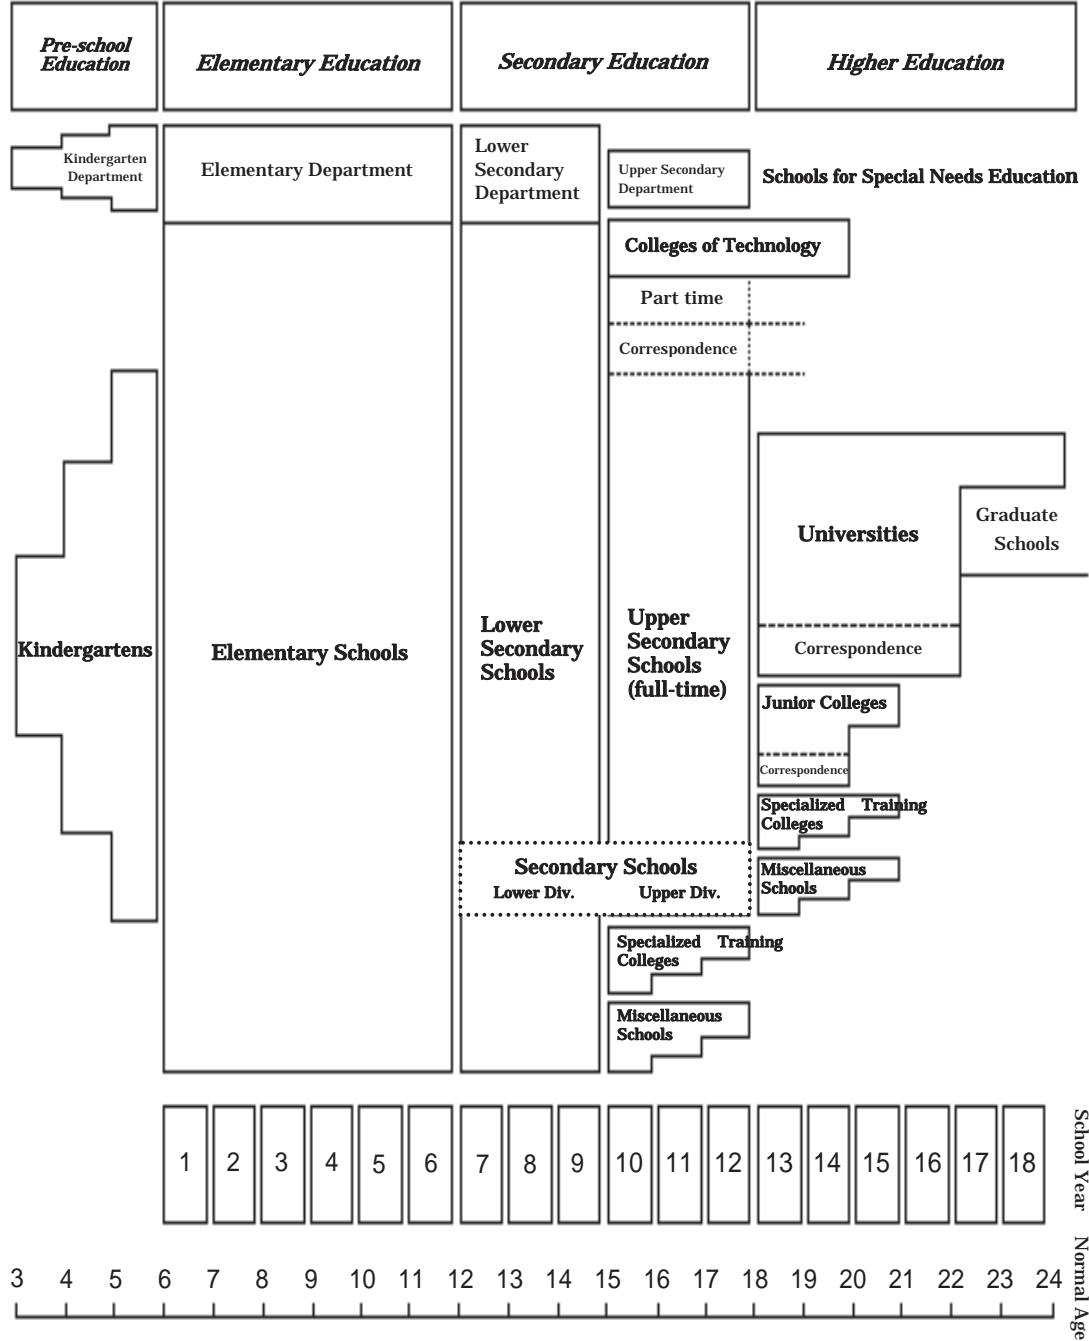 Pre-school
Education
Elementary Education
Secondary Education
Higher Education
Kindergarten
Department
Elementary Department
Lower
Secondary
Department
Upper Secondary
Department
Schools for Special Needs Education
Colleges of Technology
Part time
Correspondence
Kindergartens
Elementary Schools
Lower
Secondary
Schools
Upper
Secondary
Schools
(full-time)
Universities
Graduate
Schools
Correspondence
Junior Colleges
Correspondence
Specialized Training
Colleges
Miscellaneous
Schools
Secondary Schools
Lower Div. Upper Div.
Specialized Training
Colleges
Miscellaneous
Schools
1 2 3 4 5 6 7 8 9 10 11 12 13 14 15 16 17 18
School Year
3 4 5 6 7 8 9 10 11 12 13 14 15 16 17 18 19 20 21 22 23 24
Normal Age